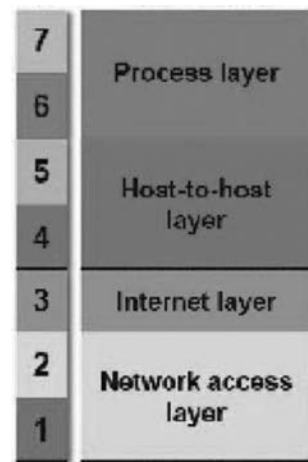 7
Process layer
6
5
Host-to-host
layer
4
3
Internet layer
2
Network access
layer
1